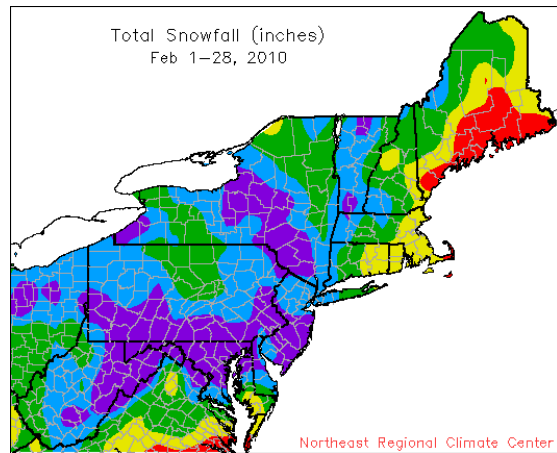 Total Snowfall (inches)
Feb 1–28, 2010
Northeast Regional Climate Center